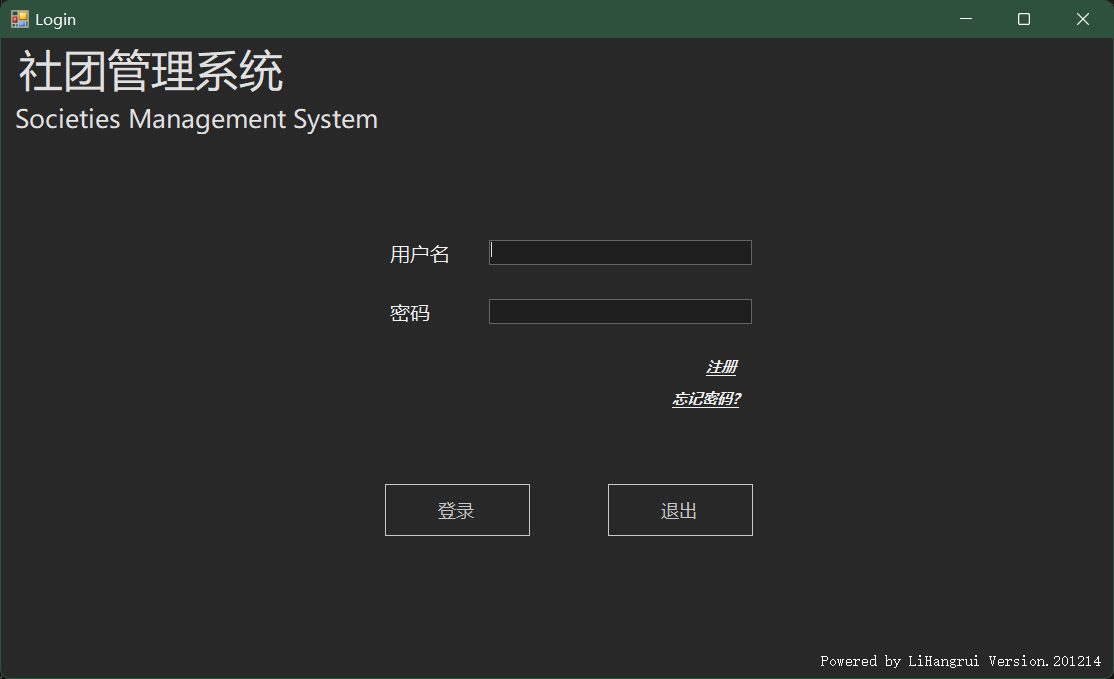 Login
社团管理系统
Societies Management System
用户名
密码
注册
忘记密码?
登录
退出
Powered by LiHangrui Version.201214